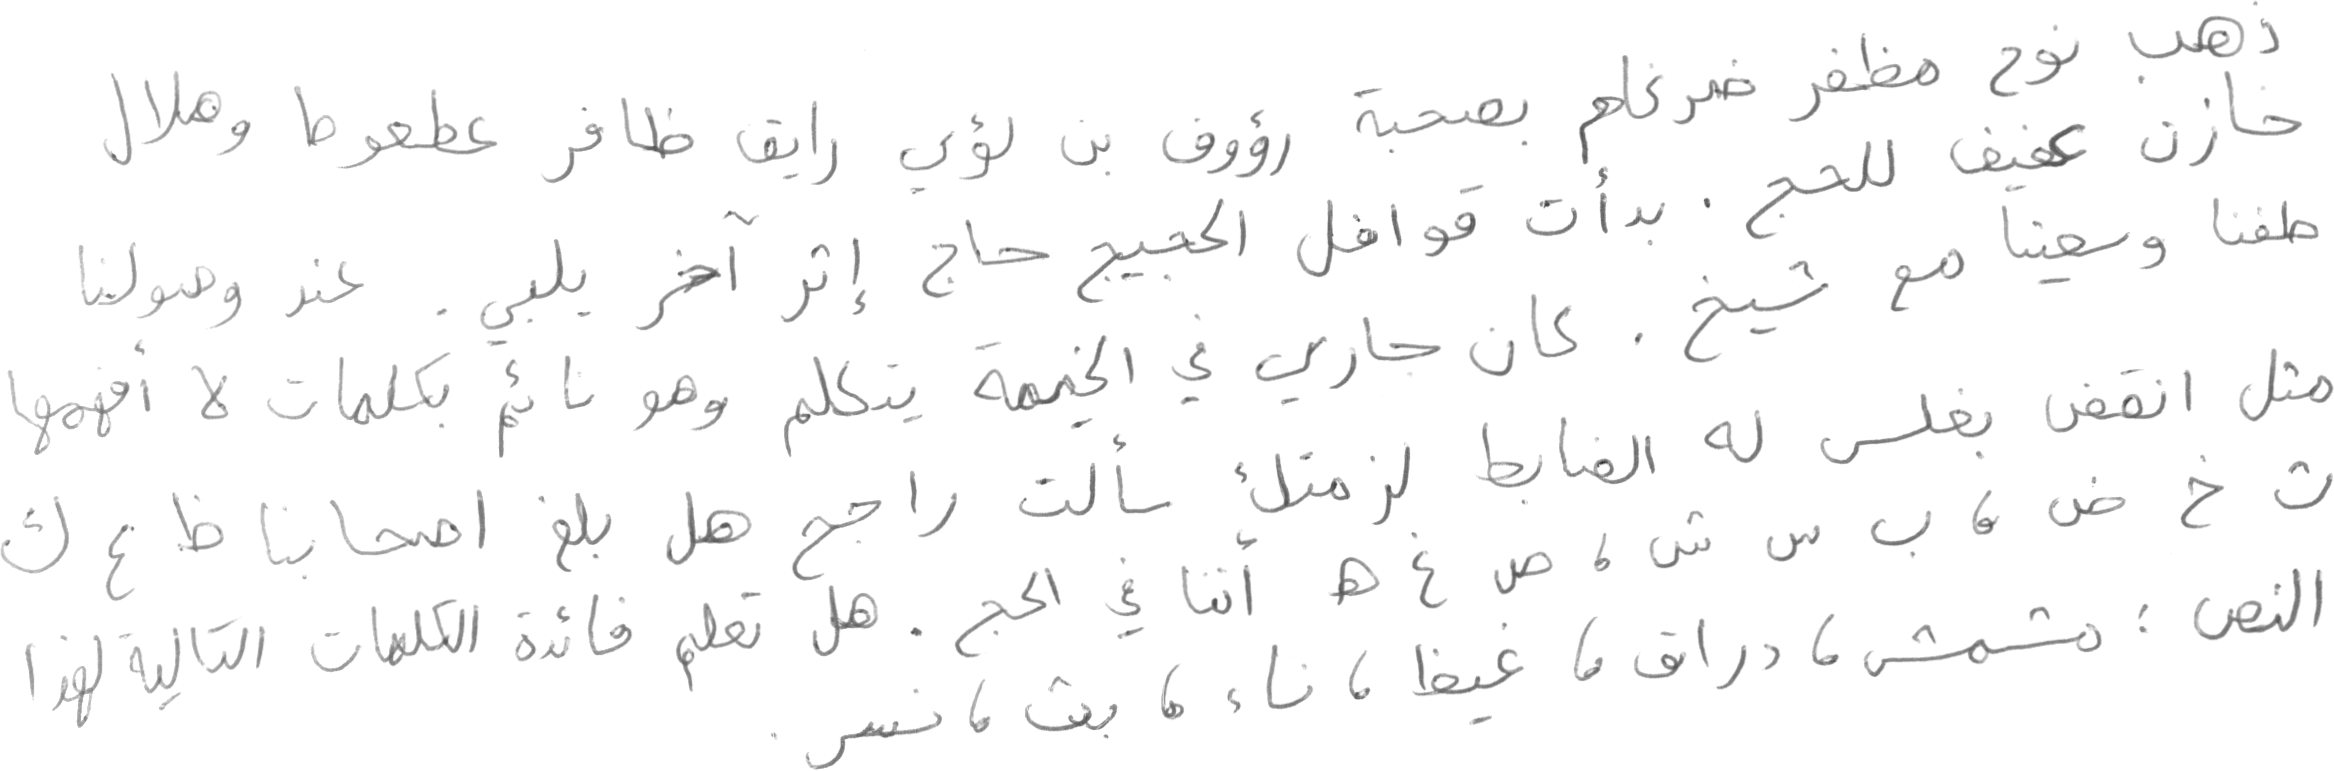 ذهب نوح مظفر ضرغام بصحبة رؤوف بن لؤي رايق ظافر عطعوط وهلال
خازن عفيف للحج . بدأت قوافل الحجيج حاج إثر آخر يلبي . عند وصولنا
طفنا وسعينا مع شيخ . كان جاري في الخيمة يتكلم وهو نائم بكلمات لا أفهمها
مثل انقض بغلس له الضابط لزمتك سألت راجح هل بلغ اصحابنا ظ ع ك
ث خ ض ، ب س ش ، ص غ ه أننا في الحج . هل تعلم فائدة الكلمات التالية لهذا
النص : مشمش ، دراق ، غيظ ، ناء ، بث ، نسر .